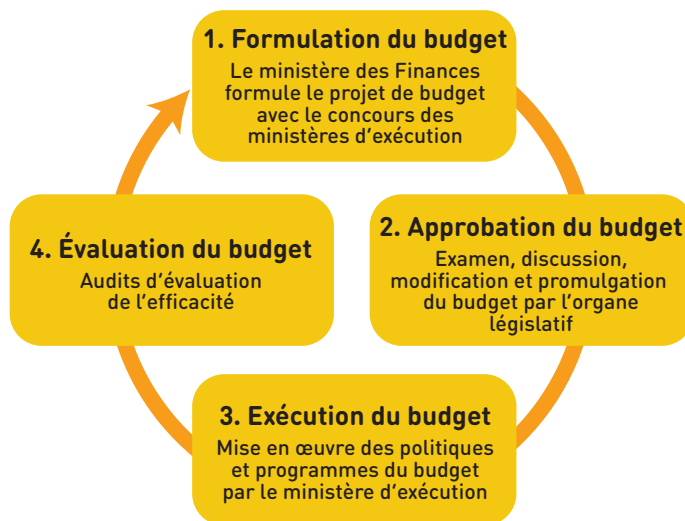 1. Formulation du budget
Le ministère des Finances
formule le projet de budget
avec le concours des
ministères d’exécution
2. Approbation du budget
Examen, discussion,
modification et promulgation
du budget par l’organe
législatif
3. Exécution du budget
Mise en œuvre des politiques
et programmes du budget
par le ministère d’exécution
4. Évaluation du budget
Audits d’évaluation
de l’efficacité